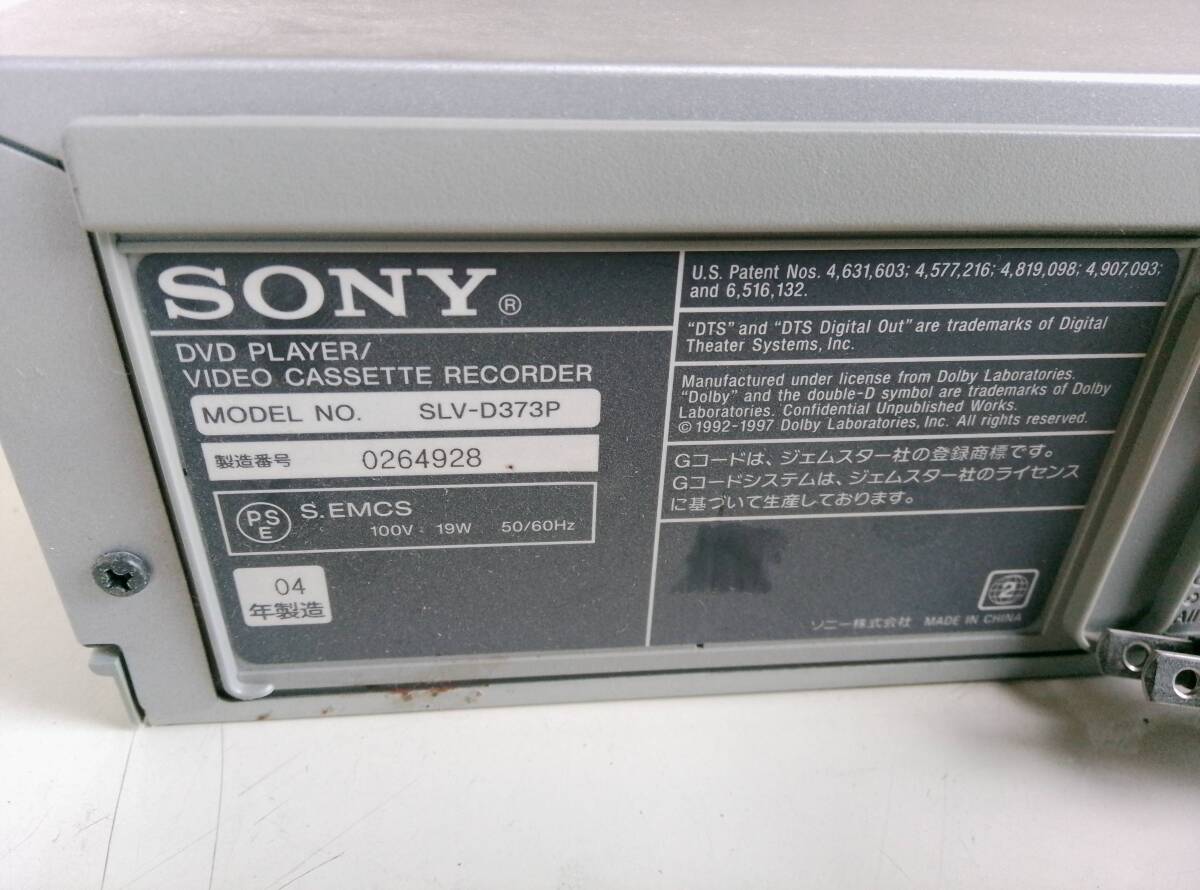 SONY®
DVD PLAYER/
VIDEO CASSETTE RECORDER
MODEL NO. SLV-D373P
製造番号 0264928
PSE S.EMCS
100V 19W 50/60Hz
04
年製造
U.S. Patent Nos. 4,631,603; 4,577,216; 4,819,098; 4,907,093;
and 6,516,132.
"DTS" and "DTS Digital Out" are trademarks of Digital
Theater Systems, Inc.
Manufactured under license from Dolby Laboratories.
"Dolby" and the double-D symbol are trademarks of Dolby
Laboratories. Confidential Unpublished Works.
© 1992-1997 Dolby Laboratories, Inc. All rights reserved.
Gコードは、ジェムスター社の登録商標です。
Gコードシステムは、ジェムスター社のライセンス
に基づいて生産しております。
2
ソニー株式会社 MADE IN CHINA
All